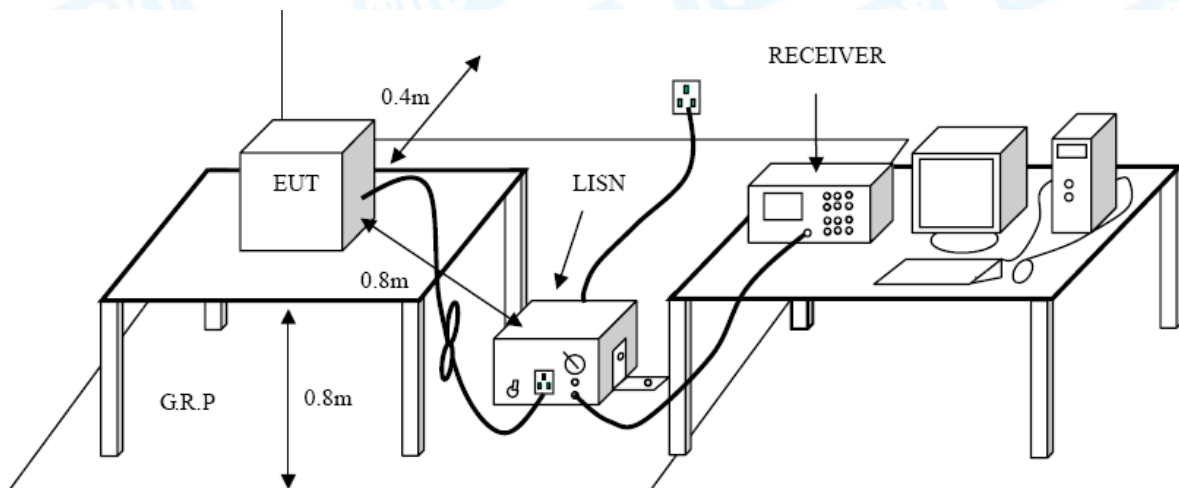 RECEIVER
0.4m
EUT
LISN
0.8m
G.R.P
0.8m